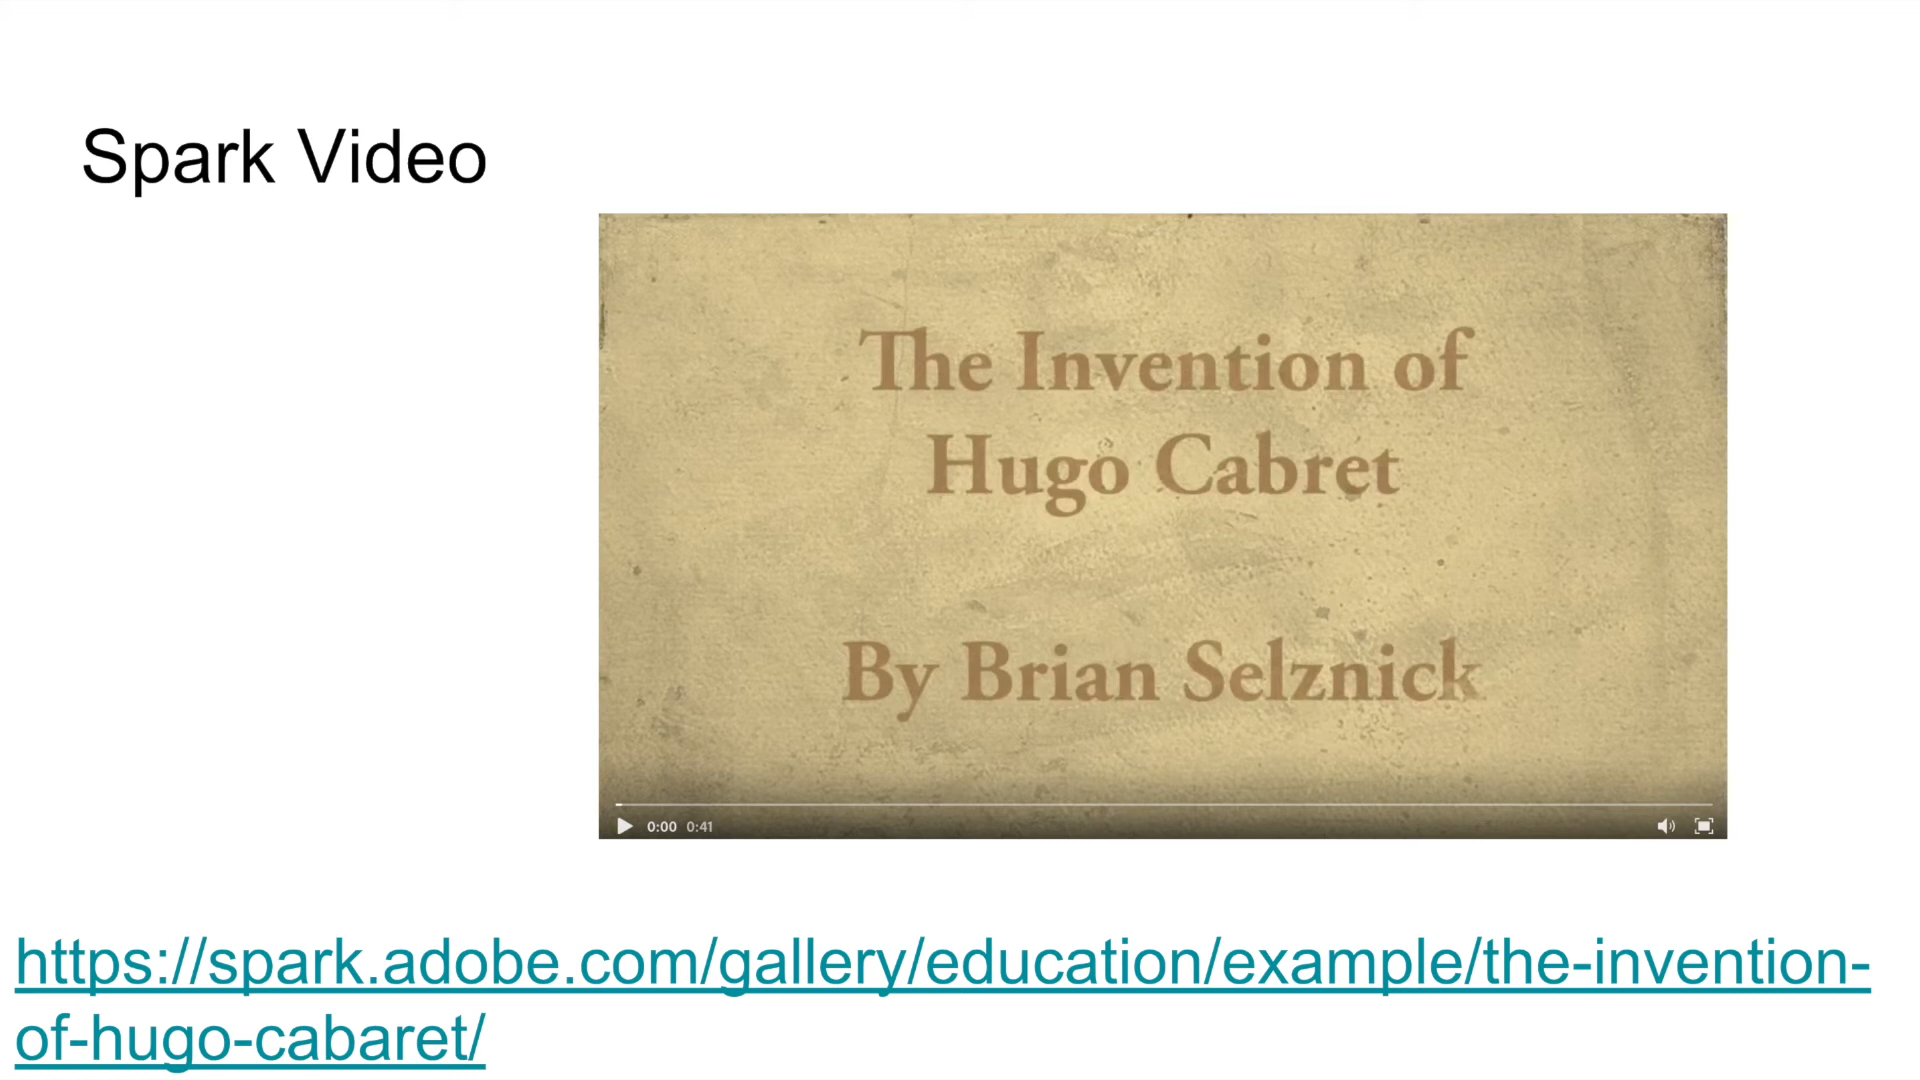 Spark Video
The Invention of
Hugo Cabret
By Brian Selznick
0:00 0:41
https://spark.adobe.com/gallery/education/example/the-invention-
of-hugo-cabaret/